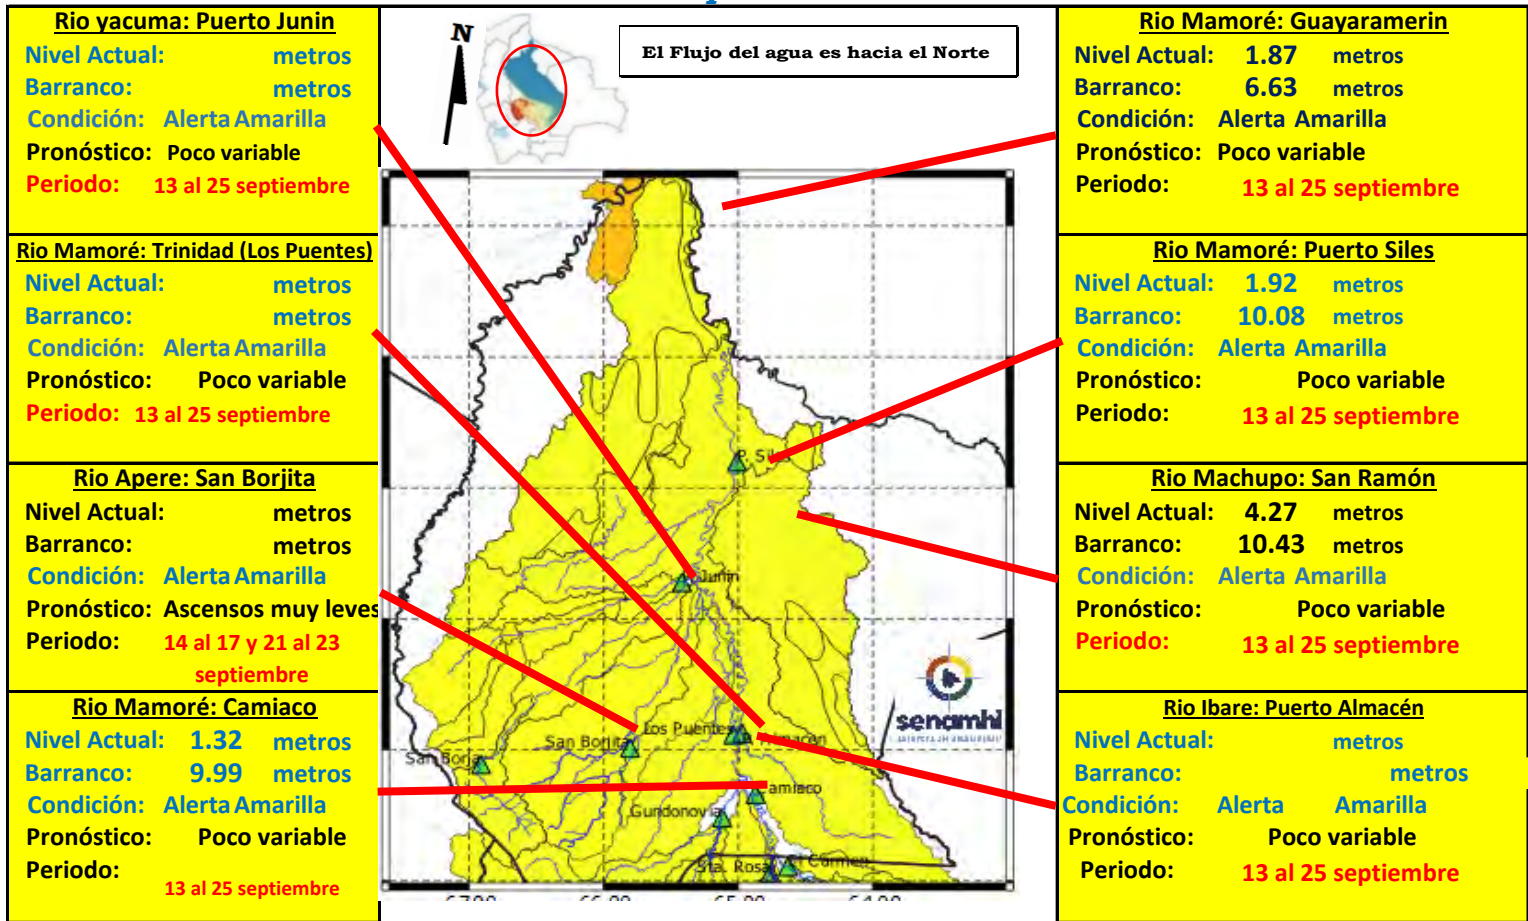 Rio yacuma: Puerto Junin
Nivel Actual: metros
Barranco: metros
Condición: Alerta Amarilla
Pronóstico: Poco variable
Periodo: 13 al 25 septiembre
Rio Mamoré: Trinidad (Los Puentes)
Nivel Actual: metros
Barranco: metros
Condición: Alerta Amarilla
Pronóstico: Poco variable
Periodo: 13 al 25 septiembre
Rio Apere: San Borjita
Nivel Actual: metros
Barranco: metros
Condición: Alerta Amarilla
Pronóstico: Ascensos muy leves
Periodo: 14 al 17 y 21 al 23
septiembre
Rio Mamoré: Camiaco
Nivel Actual: 1.32 metros
Barranco: 9.99 metros
Condición: Alerta Amarilla
Pronóstico: Poco variable
Periodo:
13 al 25 septiembre
N
El Flujo del agua es hacia el Norte
P. Siles
Junin
Los Puentes
P. Almacén
San Borjita
San Borja
Camiaco
Gundonovia
Sta. Rosa
El Carmen
senamhi
Rio Mamoré: Guayaramerin
Nivel Actual: 1.87 metros
Barranco: 6.63 metros
Condición: Alerta Amarilla
Pronóstico: Poco variable
Periodo: 13 al 25 septiembre
Rio Mamoré: Puerto Siles
Nivel Actual: 1.92 metros
Barranco: 10.08 metros
Condición: Alerta Amarilla
Pronóstico: Poco variable
Periodo: 13 al 25 septiembre
Rio Machupo: San Ramón
Nivel Actual: 4.27 metros
Barranco: 10.43 metros
Condición: Alerta Amarilla
Pronóstico: Poco variable
Periodo: 13 al 25 septiembre
Rio Ibare: Puerto Almacén
Nivel Actual: metros
Barranco: metros
Condición: Alerta Amarilla
Pronóstico: Poco variable
Periodo: 13 al 25 septiembre